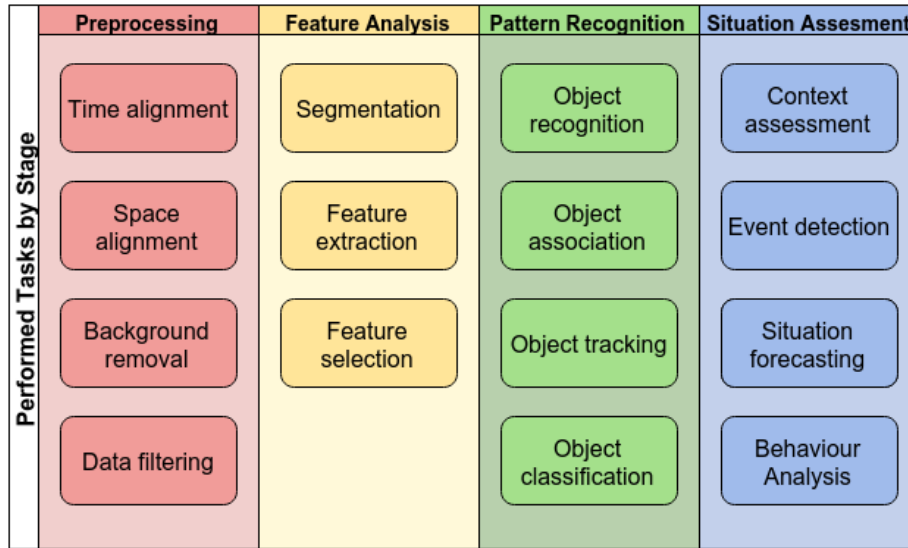 Performed Tasks by Stage
Preprocessing
Time alignment
Space
alignment
Background
removal
Data filtering
Feature Analysis
Segmentation
Feature
extraction
Feature
selection
Pattern Recognition
Object
recognition
Object
association
Object tracking
Object
classification
Situation Assesment
Context
assessment
Event detection
Situation
forecasting
Behaviour
Analysis